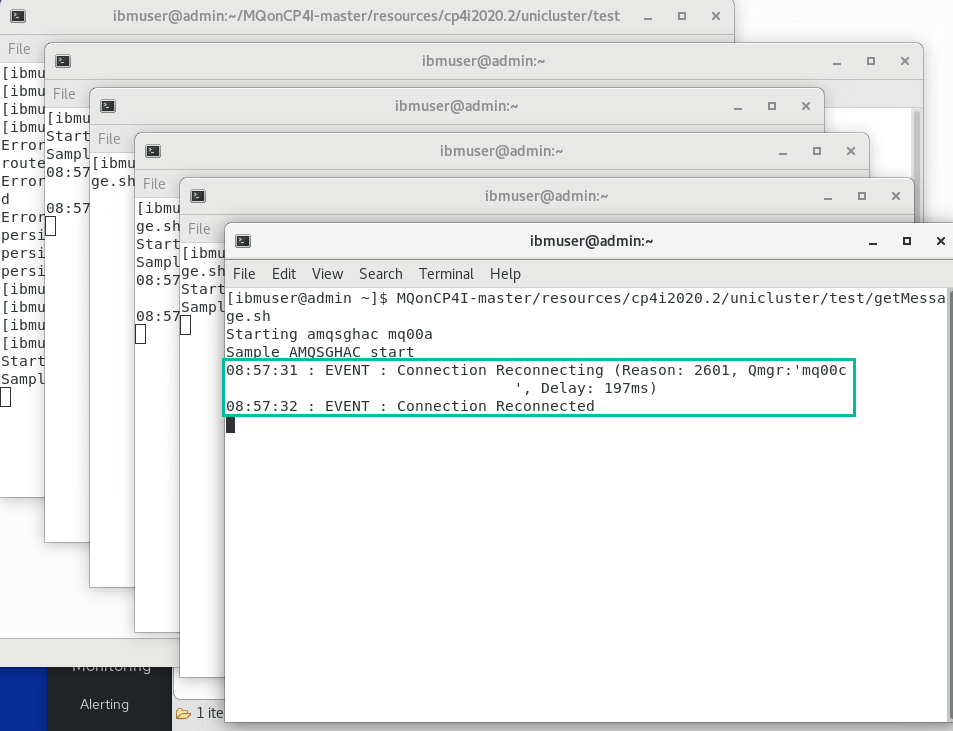 ibmuser@admin:~/MQonCP4I-master/resources/cp4i2020.2/unicluster/test
File
[ibmu
[ibmu
[ibmu
[ibmu
Error
route
Error
d
Error
persi
persi
persi
[ibmu
[ibmu
[ibmu
[ibmu
Start
Sampl
ibmuser@admin:~
File
[ibmu
Start
Sampl
08:57
08:57
ibmuser@admin:~
File
[ibmu
ge.sh
ibmuser@admin:~
File
[ibmu
ge.sh
Start
Sampl
08:57
08:57
ibmuser@admin:~
File
[ibmu
ge.sh
Start
Sampl
ibmuser@admin:~
File Edit View Search Terminal Help
[ibmuser@admin ~]$ MQonCP4I-master/resources/cp4i2020.2/unicluster/test/getMessa
ge.sh
Starting amqsghac mq00a
Sample AMQSGHAC start
08:57:31 : EVENT : Connection Reconnecting (Reason: 2601, Qmgr:'mq00c
', Delay: 197ms)
08:57:32 : EVENT : Connection Reconnected
Monitoring
Alerting
1 ite